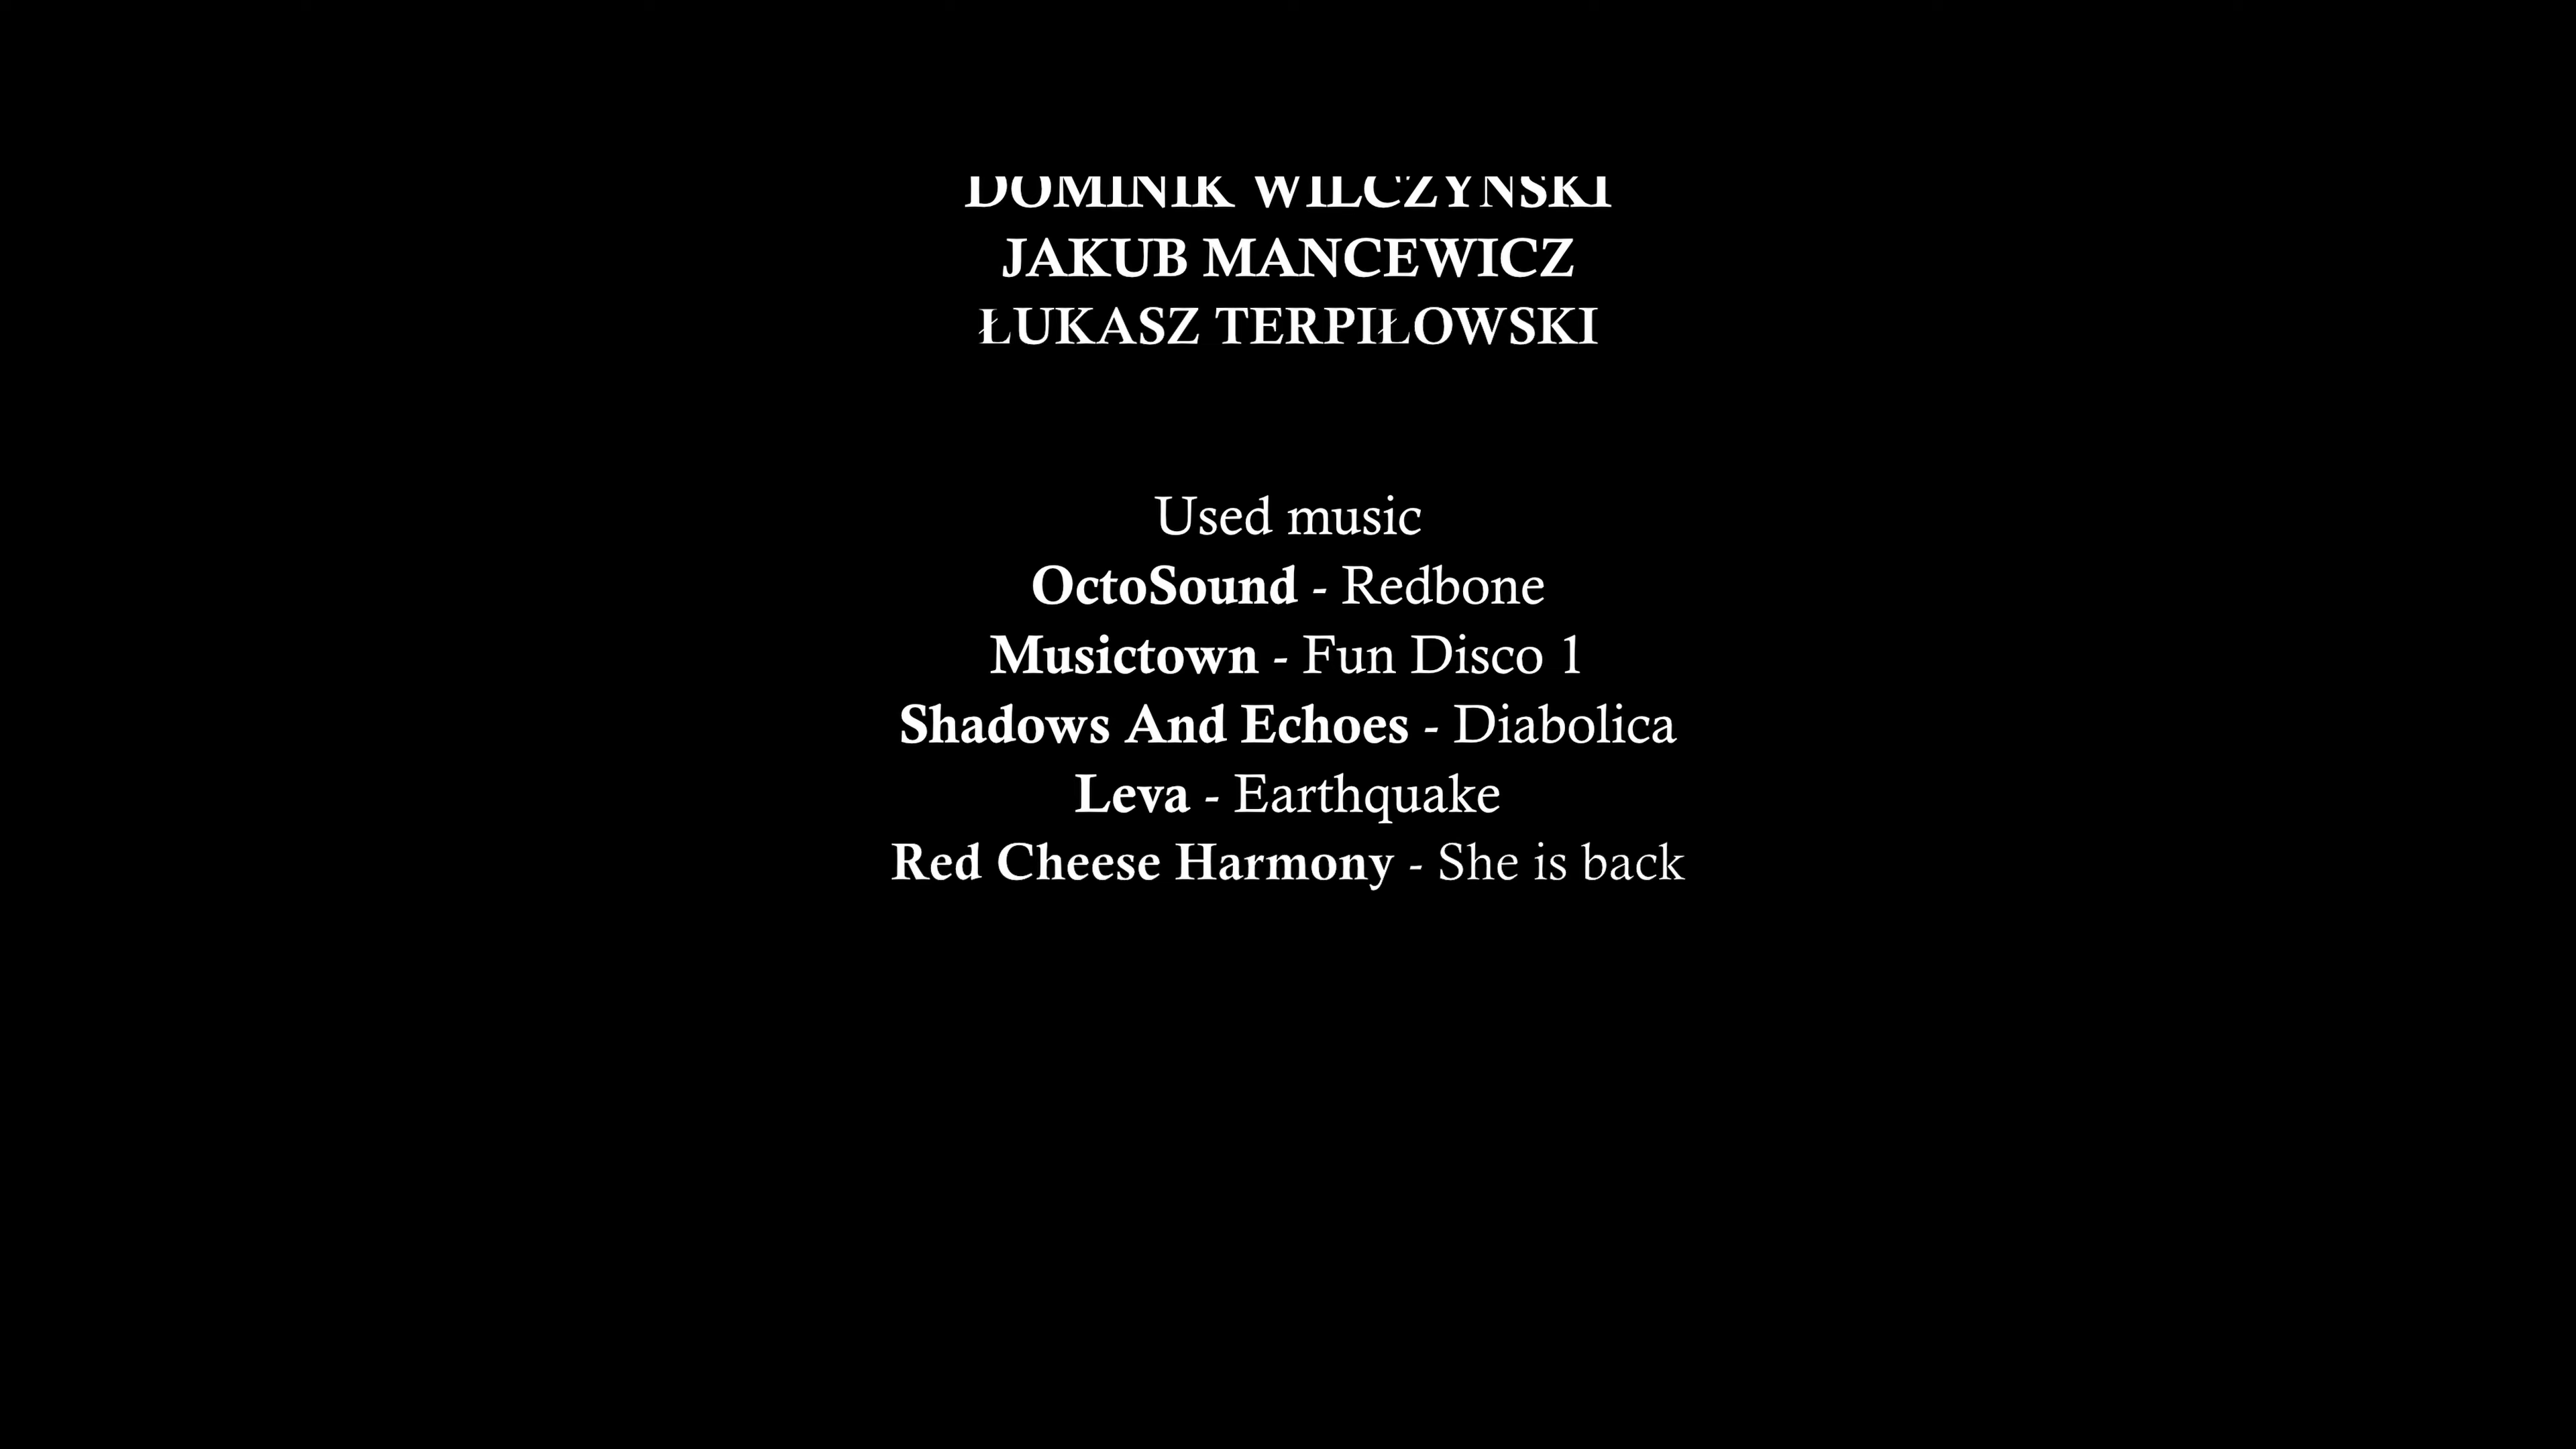 DOMINIK WILCZYŃSKI
JAKUB MANCEWICZ
ŁUKASZ TERPIŁOWSKI
Used music
OctoSound - Redbone
Musictown - Fun Disco 1
Shadows And Echoes - Diabolica
Leva - Earthquake
Red Cheese Harmony - She is back